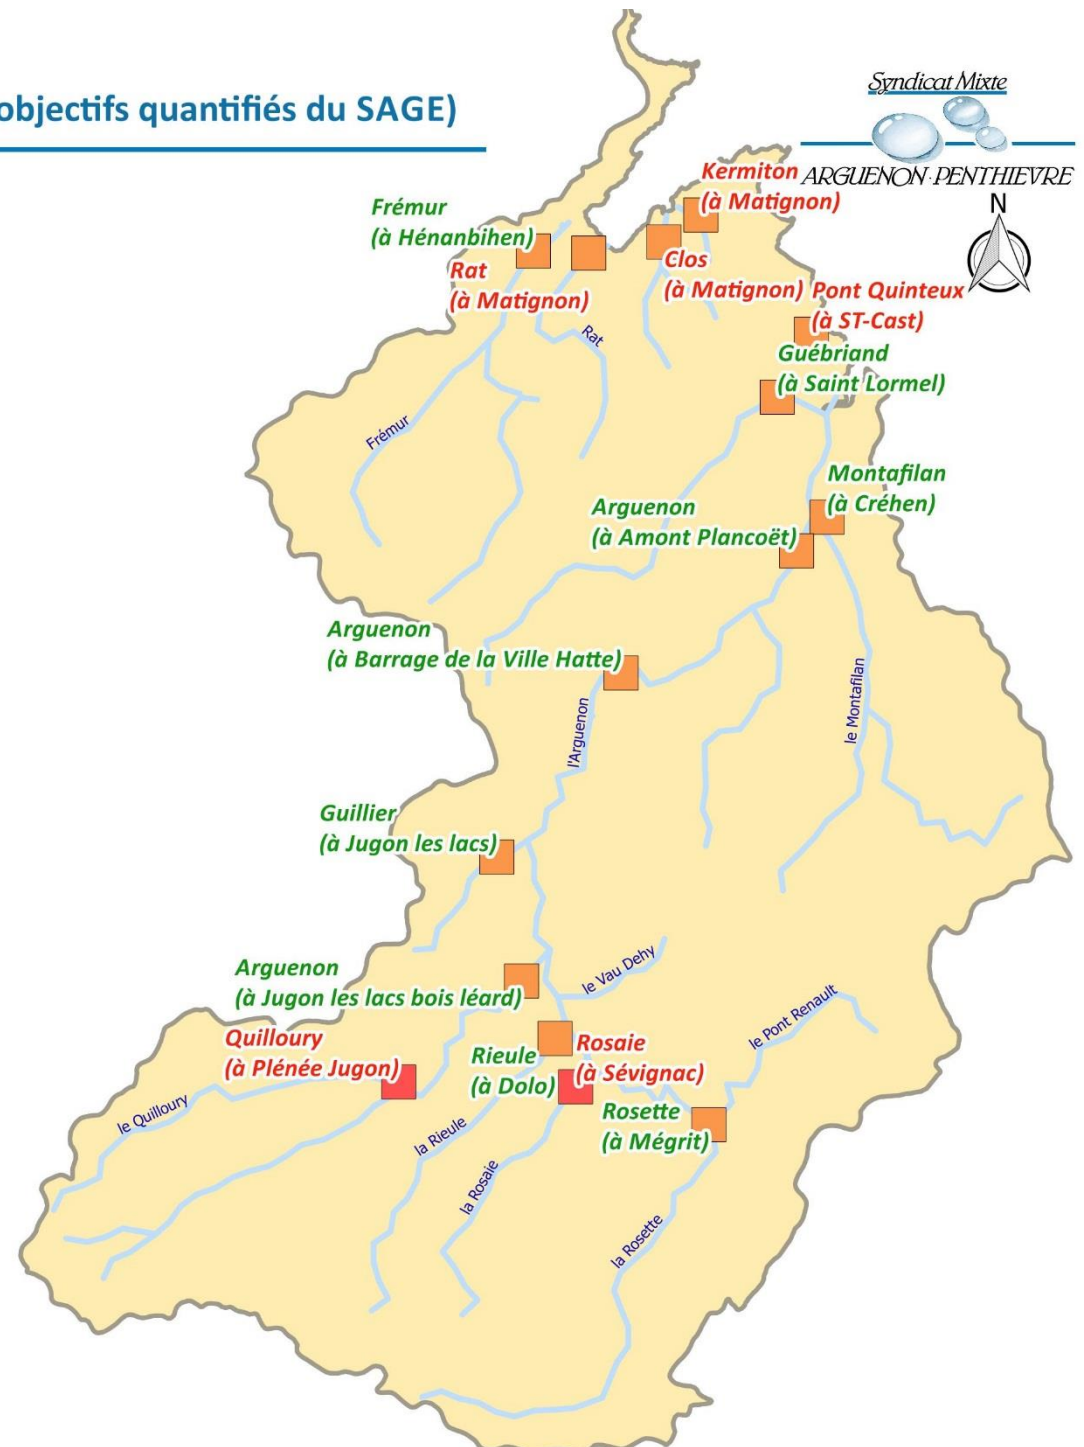 objectifs quantifiés du SAGE)
Syndicat Mixte
ARGUENON-PENTHIEVRE
N
Kermiton
(à Matignon)
Frémur
(à Hénanbihen)
Rat
(à Matignon)
Clos
(à Matignon)
Pont Quinteux
(à ST-Cast)
Rat
Guébriand
(à Saint Lormel)
Frémur
Montafilan
(à Créhen)
Arguenon
(à Amont Plancoët)
Arguenon
(à Barrage de la Ville Hatte)
l'Arguenon
le Montafilan
Guillier
(à Jugon les lacs)
Arguenon
(à Jugon les lacs bois léard)
le Vau Dehy
le Pont Renault
Quilloury
(à Plénée Jugon)
Rieule
(à Dolo)
Rosaie
(à Sévignac)
Rosette
(à Mégrit)
le Quilloury
la Rieule
la Rosaie
la Rosette